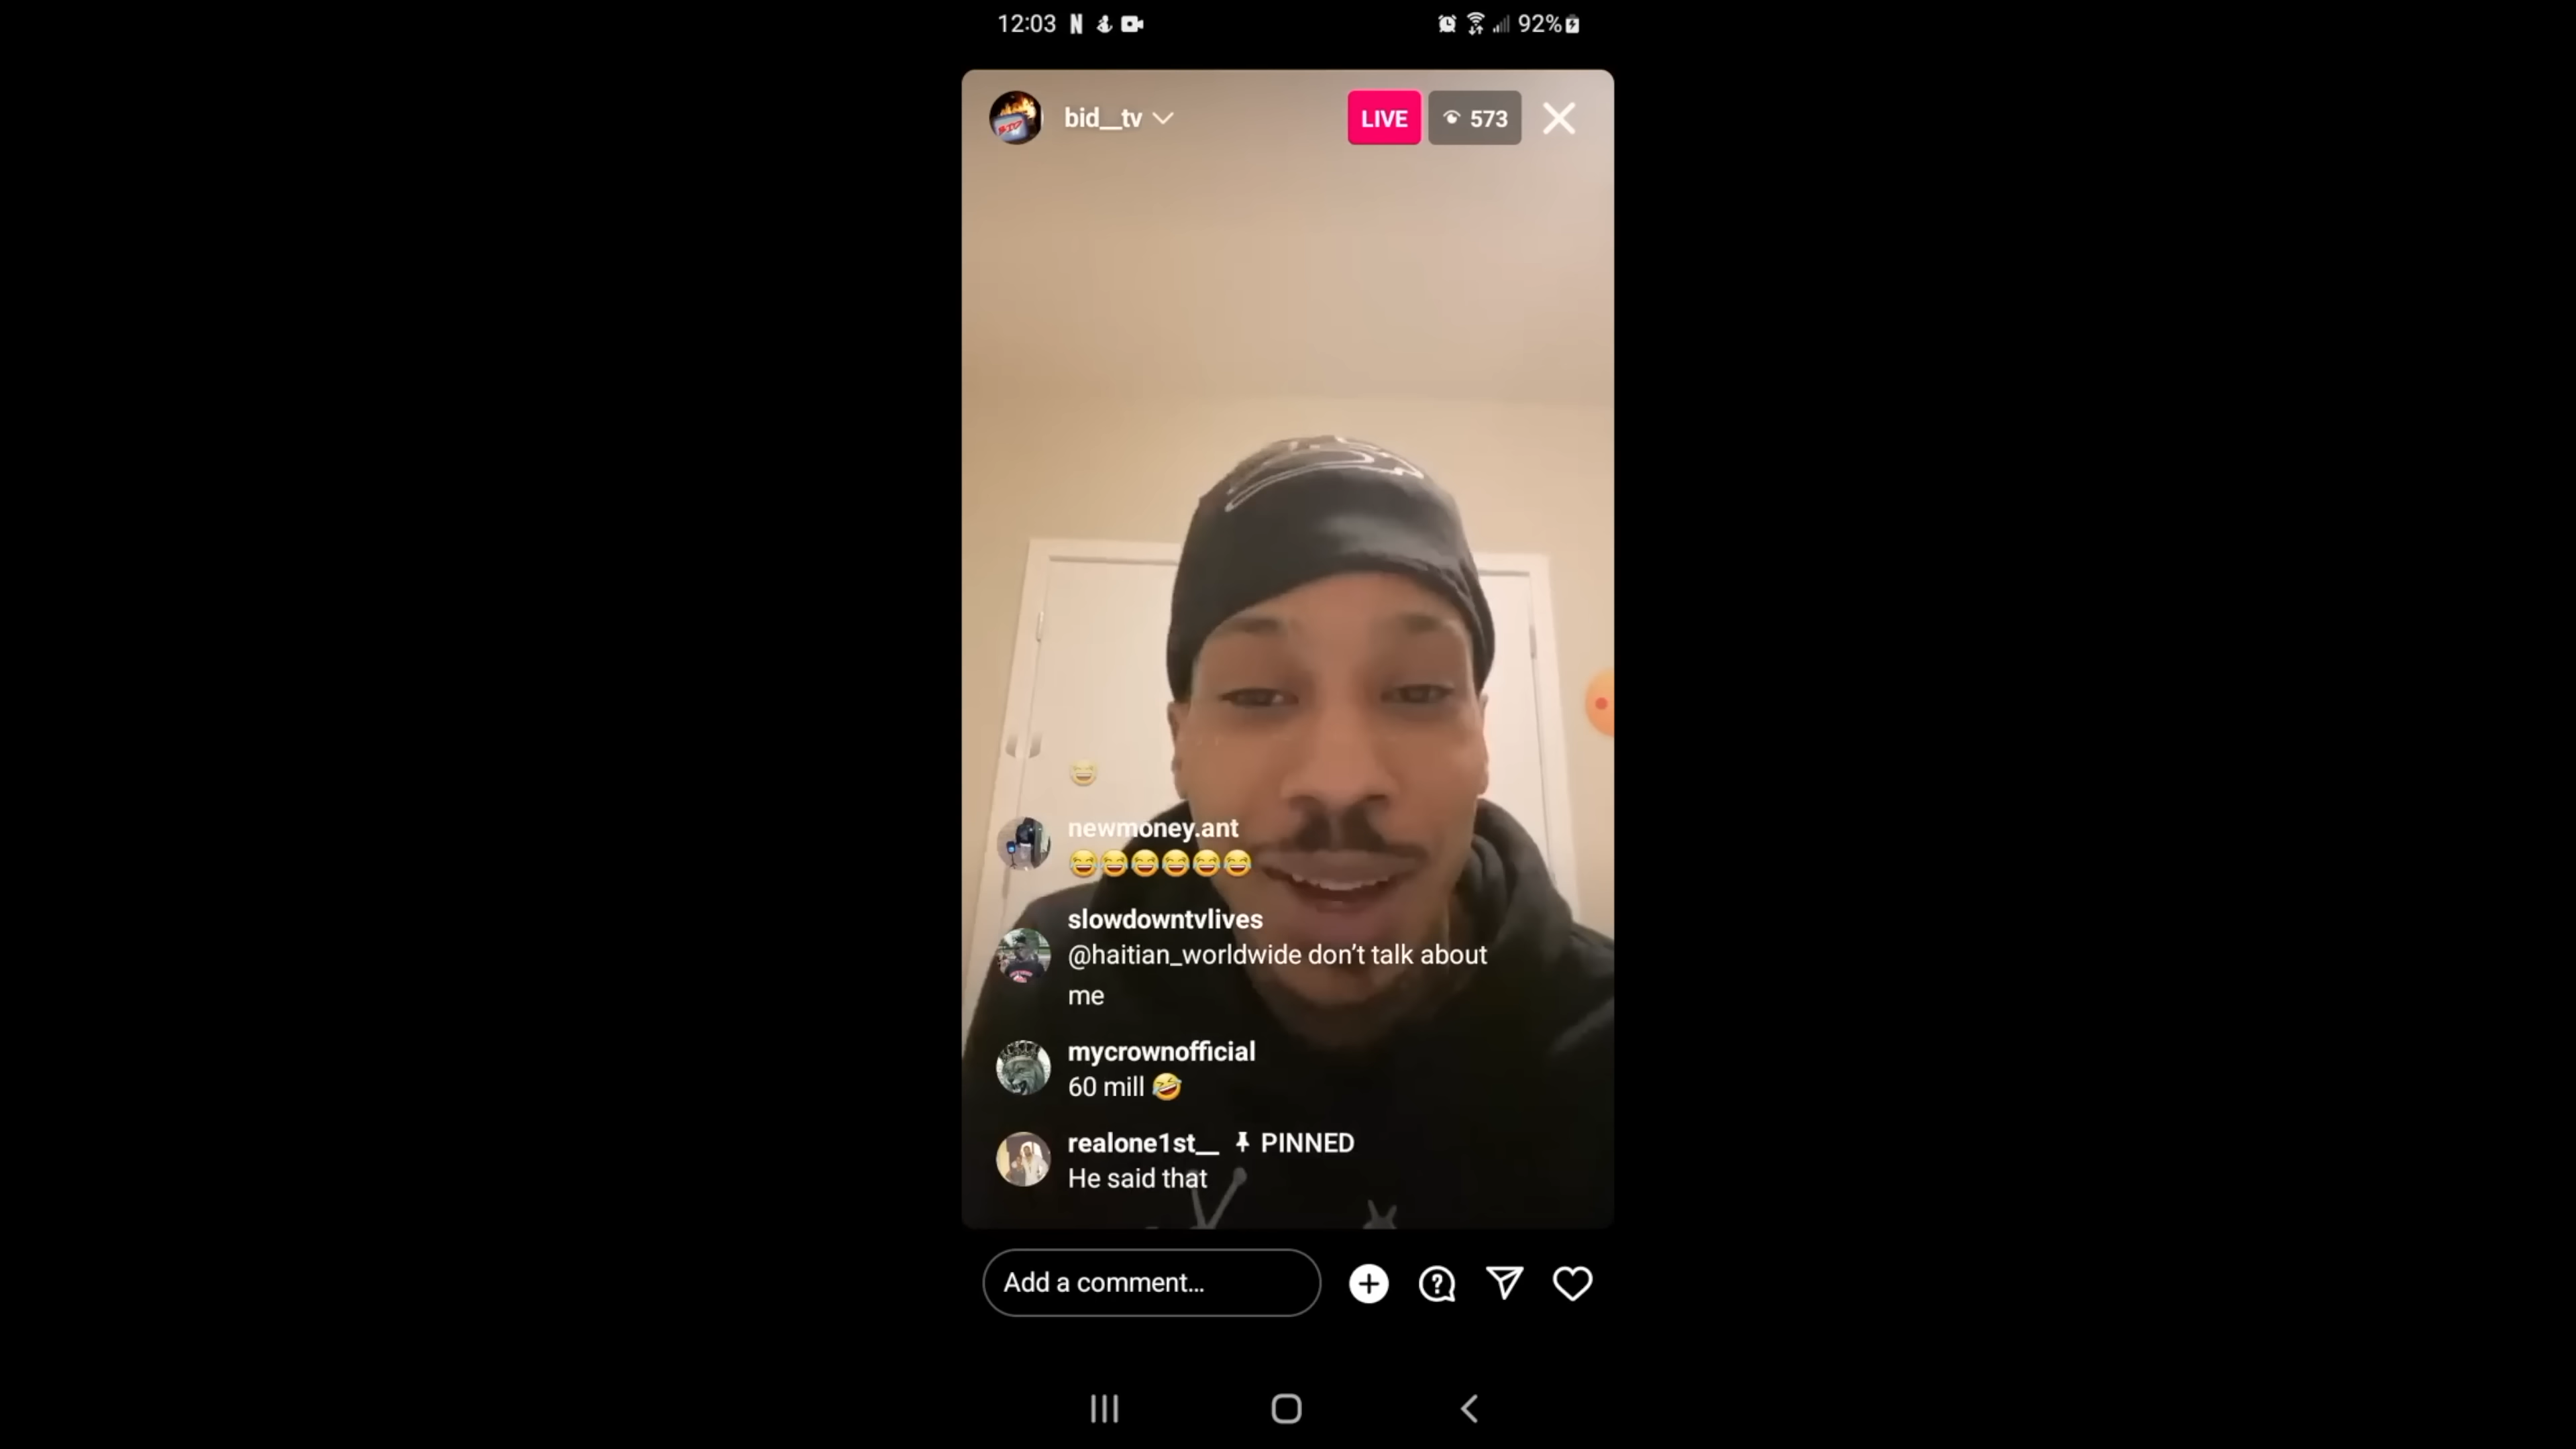 12:03
92%
bid__tv
LIVE
573
newmoney.ant
😆😆😆😆😆😆
slowdowntvlives
@haitian_worldwide don't talk about
me
mycrownofficial
60 mill 🤣
realone1st__ PINNED
He said that
Add a comment...